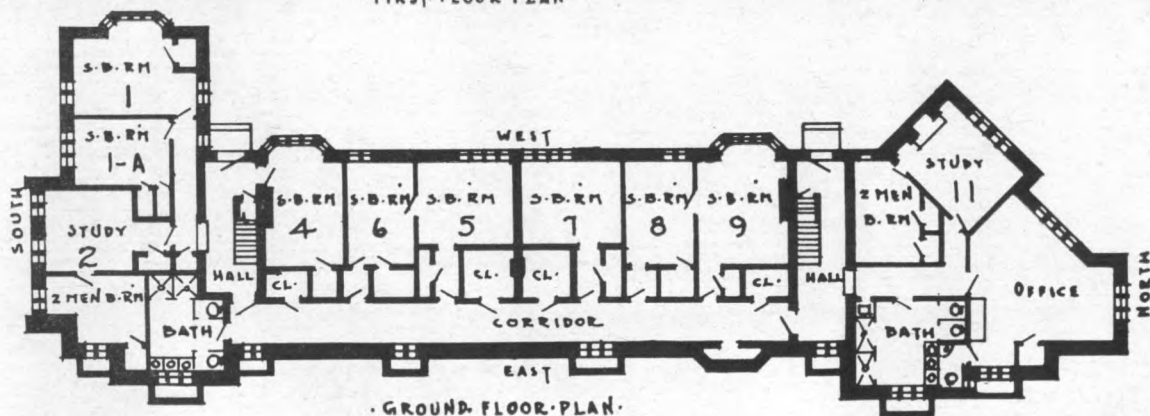 FIRST FLOOR PLAN
S.B.RM
1
S.B.RM
1-A
WEST
SOUTH
STUDY
2
2 MEN B.RM
BATH
HALL
S.B.RM
4
CL.
S.B.RM
6
S.B.RM
5
CL.
S.B.RM
7
CL.
S.B.RM
8
S.B.RM
9
CL.
HALL
2 MEN
B.RM
STUDY
11
OFFICE
NORTH
BATH
CORRIDOR
EAST
·GROUND·FLOOR·PLAN·